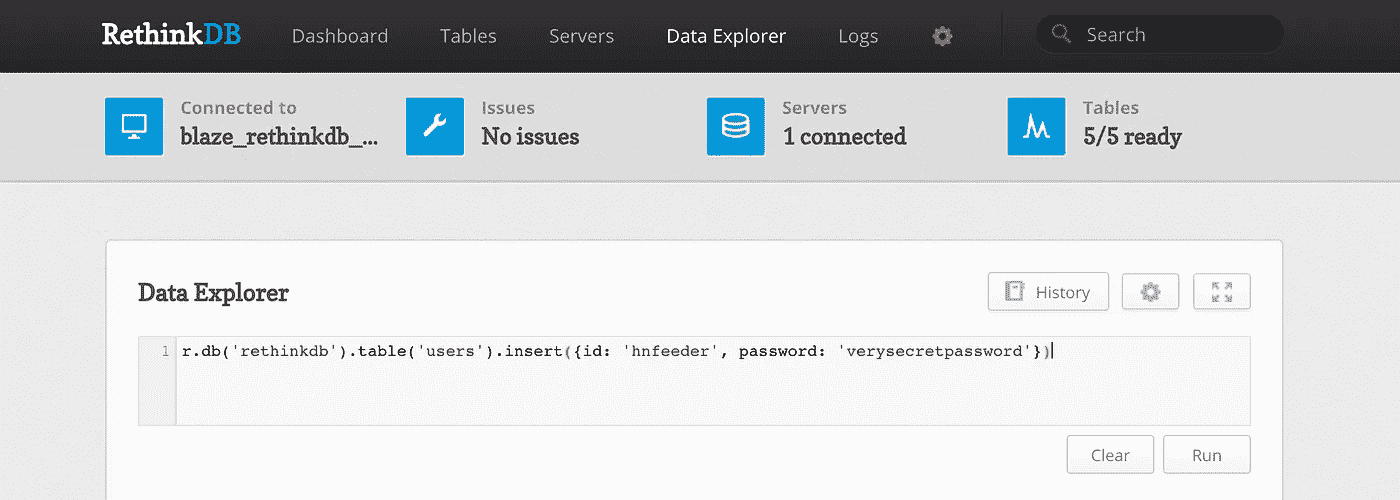 RethinkDB Dashboard Tables Servers Data Explorer Logs Search
Connected to Issues Servers Tables
blaze_rethinkdb_... No issues 1 connected 5/5 ready
Data Explorer History
1 r.db('rethinkdb').table('users').insert({id: 'hnfeeder', password: 'verysecretpassword'})
Clear Run